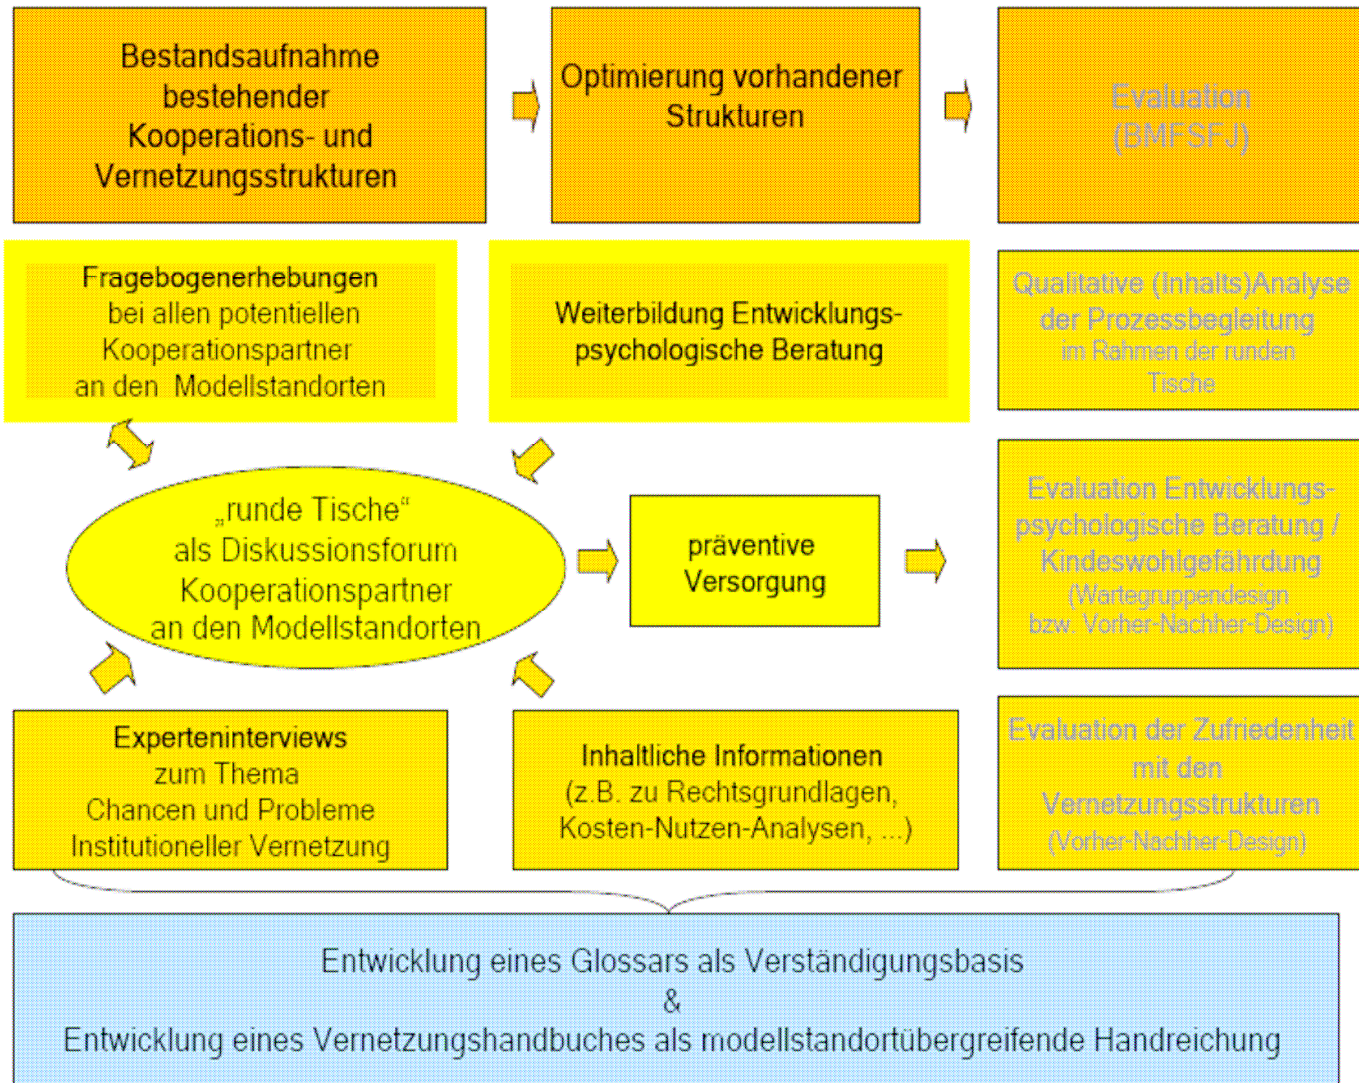 Bestandsaufnahme
bestehender
Kooperations- und
Vernetzungsstrukturen
Optimierung vorhandener
Strukturen
Evaluation
(BMFSFJ)
Fragebogenerhebungen
bei allen potentiellen
Kooperationspartner
an den Modellstandorten
Weiterbildung Entwicklungs-
psychologische Beratung
Qualitative (Inhalts)Analyse
der Prozessbegleitung
im Rahmen der runden
Tische
„runde Tische“
als Diskussionsforum
Kooperationspartner
an den Modellstandorten
präventive
Versorgung
Evaluation Entwicklungs-
psychologische Beratung /
Kindeswohlgefährdung
(Wartegruppendesign
bzw. Vorher-Nachher-Design)
Experteninterviews
zum Thema
Chancen und Probleme
Institutioneller Vernetzung
Inhaltliche Informationen
(z.B. zu Rechtsgrundlagen,
Kosten-Nutzen-Analysen, ...)
Evaluation der Zufriedenheit
mit den
Vernetzungsstrukturen
(Vorher-Nachher-Design)
Entwicklung eines Glossars als Verständigungsbasis
&
Entwicklung eines Vernetzungshandbuches als modellstandortübergreifende Handreichung